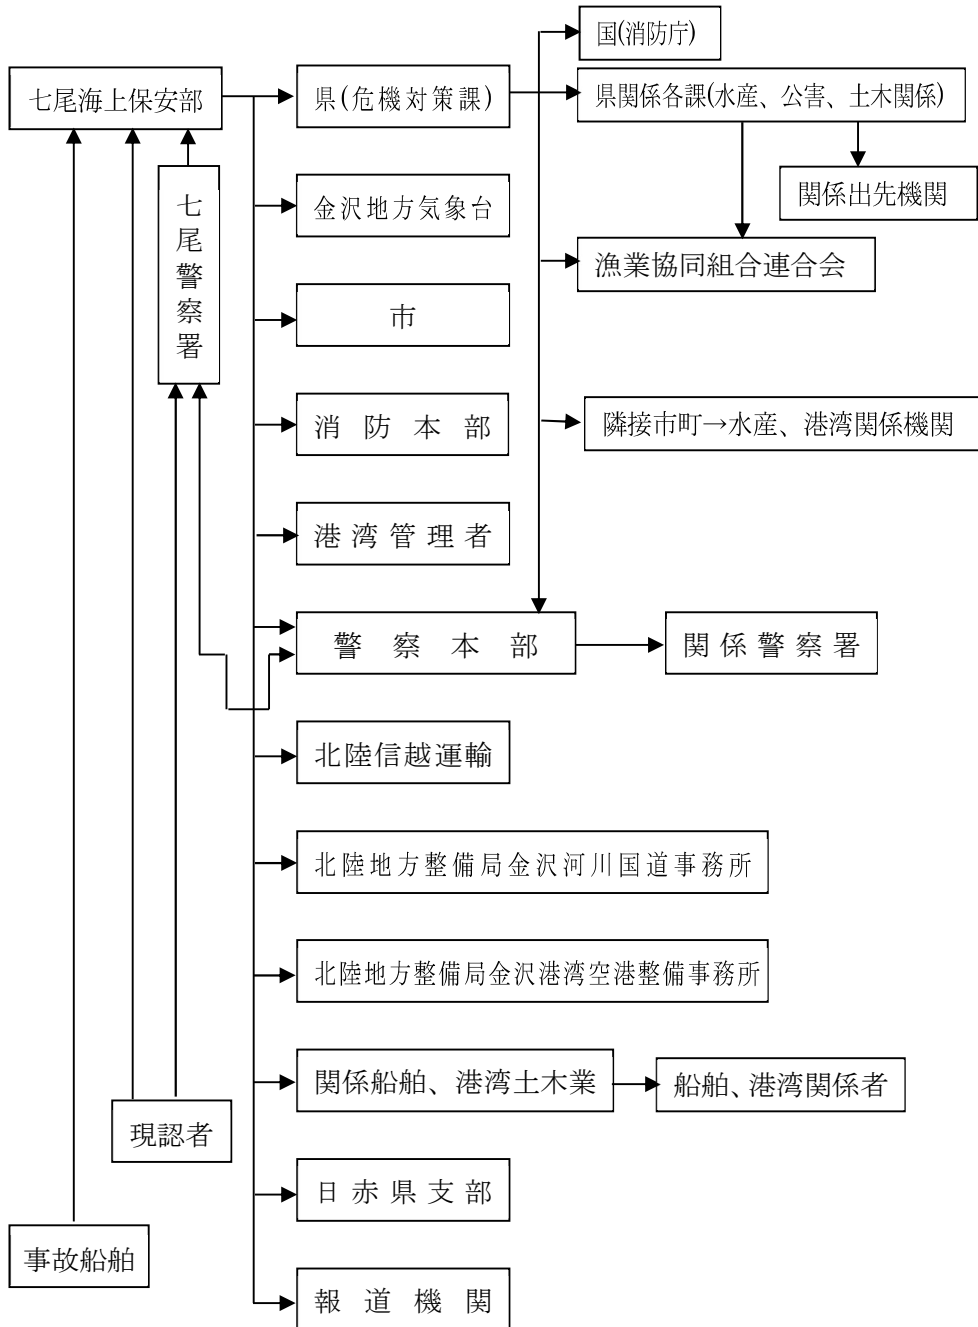 国(消防庁)
七尾海上保安部
県(危機対策課)
県関係各課(水産、公害、土木関係)
関係出先機関
七尾警察署
金沢地方気象台
漁業協同組合連合会
市
消防本部
隣接市町→水産、港湾関係機関
港湾管理者
警察本部
関係警察署
北陸信越運輸
北陸地方整備局金沢河川国道事務所
北陸地方整備局金沢港湾空港整備事務所
関係船舶、港湾土木業
船舶、港湾関係者
現認者
日赤県支部
事故船舶
報道機関